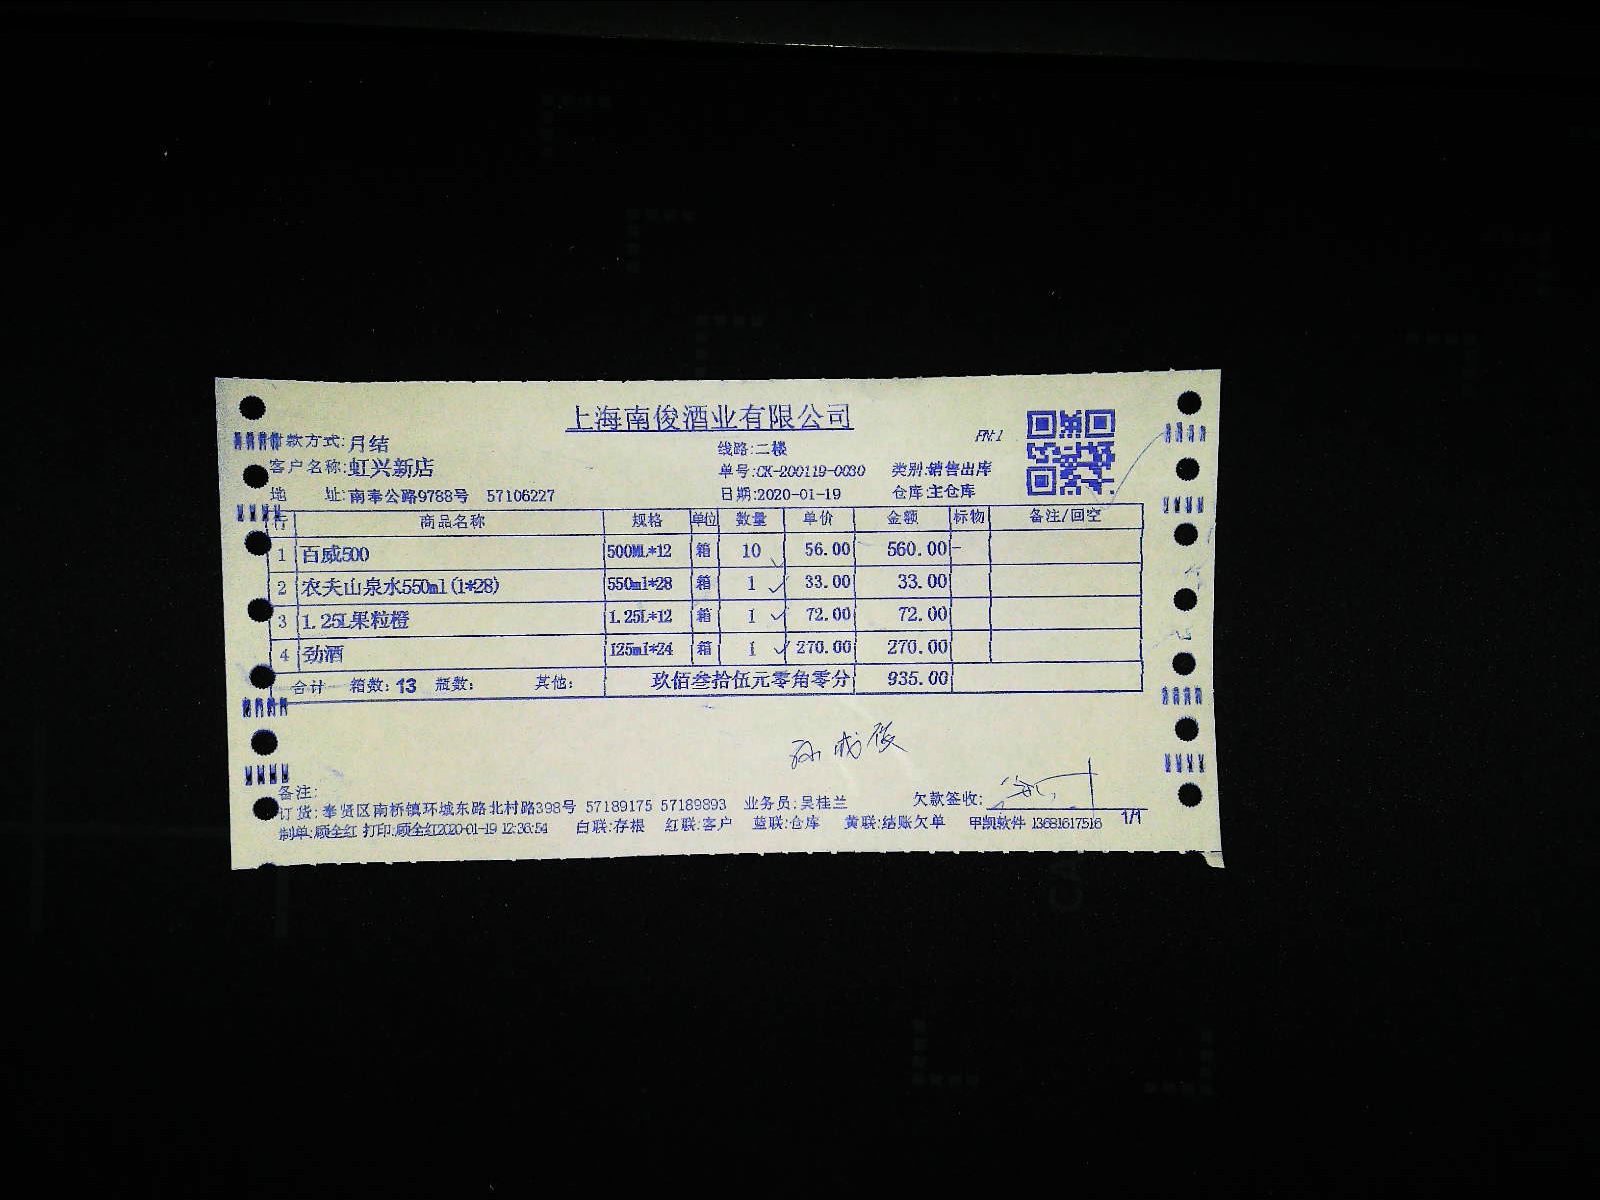 上海南俊酒业有限公司
付款方式:月结 线路:二楼
客户名称:虹兴新店 单号:CK-200119-0030 类别:销售出库
地 址:南奉公路9788号 57106227 日期:2020-01-19 仓库:主仓库
行 商品名称 规格 单位 数量 单价 金额 标物 备注/回空
1 百威500 500ML*12 箱 10 56.00 560.00 -
2 农夫山泉水550ml(1*28) 550ml*28 箱 1 33.00 33.00
3 1.25L果粒橙 1.25L*12 箱 1 72.00 72.00
4 劲酒 125ml*24 箱 1 270.00 270.00
合计 箱数:13 瓶数: 其他: 玖佰叁拾伍元零角零分 935.00
备注:
订货:奉贤区南桥镇环城东路北村路398号 57189175 57189893 业务员:吴桂兰 欠款签收:
制单:顾全红 打印:顾全红2020-01-19 12:36:54 白联:存根 红联:客户 蓝联:仓库 黄联:结账欠单 甲凯软件 13681617516 1/1